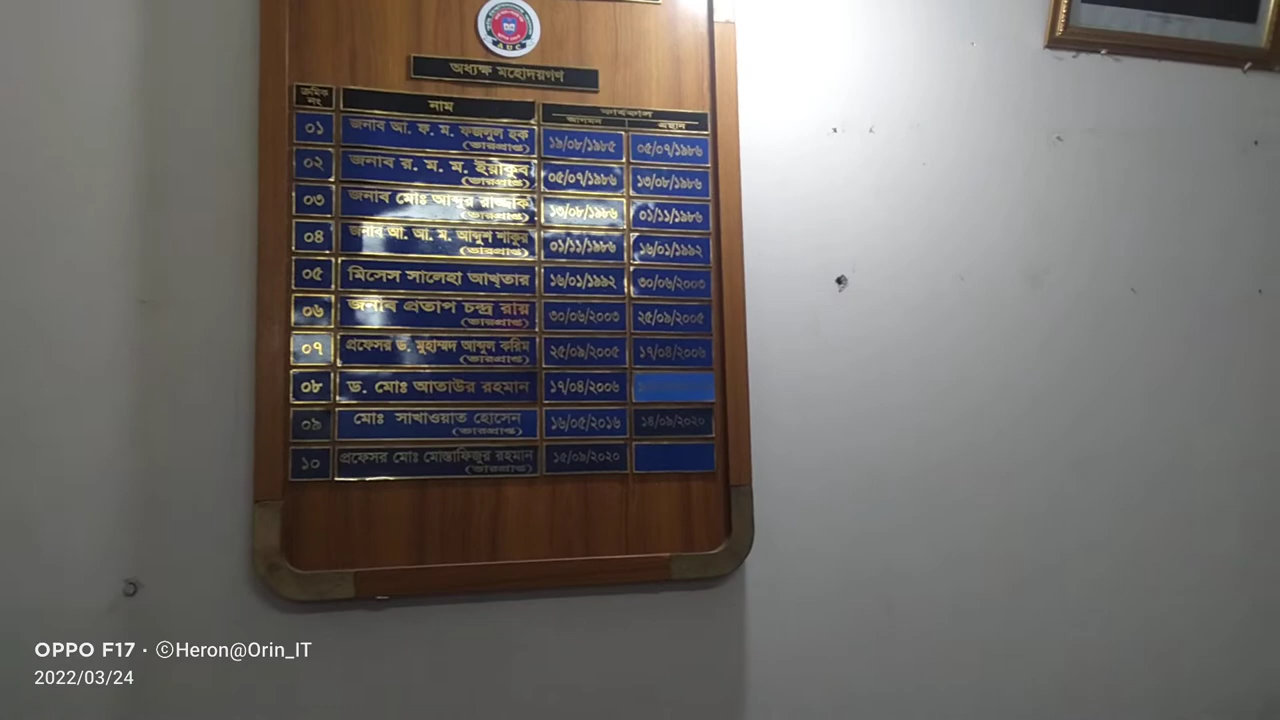 AUC
অধ্যক্ষ মহোদয়গণ
ক্রমিক নং নাম কার্যকাল
আগমন প্রস্থান
০১ জনাব আ. ফ. ম. ফজলুল হক (ভারপ্রাপ্ত) ১৯/০৮/১৯৮৫ ০৫/০৭/১৯৮৬
০২ জনাব র. ম. ম. ইয়াকুব (ভারপ্রাপ্ত) ০৫/০৭/১৯৮৬ ১৩/০৮/১৯৮৬
০৩ জনাব মোঃ আব্দুর রাজ্জাক (ভারপ্রাপ্ত) ১৩/০৮/১৯৮৬ ০১/১১/১৯৮৬
০৪ জনাব আ. আ. ম. আব্দুশ শাকুর (ভারপ্রাপ্ত) ০১/১১/১৯৮৬ ১৬/০১/১৯৯২
০৫ মিসেস সালেহা আখ্তার ১৬/০১/১৯৯২ ৩০/০৬/২০০৩
০৬ জনাব প্রতাপ চন্দ্র রায় (ভারপ্রাপ্ত) ৩০/০৬/২০০৩ ২৫/০৯/২০০৫
০৭ প্রফেসর ড. মুহাম্মদ আব্দুল করিম (ভারপ্রাপ্ত) ২৫/০৯/২০০৫ ১৭/০৪/২০০৬
০৮ ড. মোঃ আতাউর রহমান ১৭/০৪/২০০৬
০৯ মোঃ সাখাওয়াত হোসেন (ভারপ্রাপ্ত) ১৬/০৫/২০১৬ ১৪/০৯/২০২০
১০ প্রফেসর মোঃ মোস্তাফিজুর রহমান (ভারপ্রাপ্ত) ১৫/০৯/২০২০
OPPO F17 · ©Heron@Orin_IT
2022/03/24